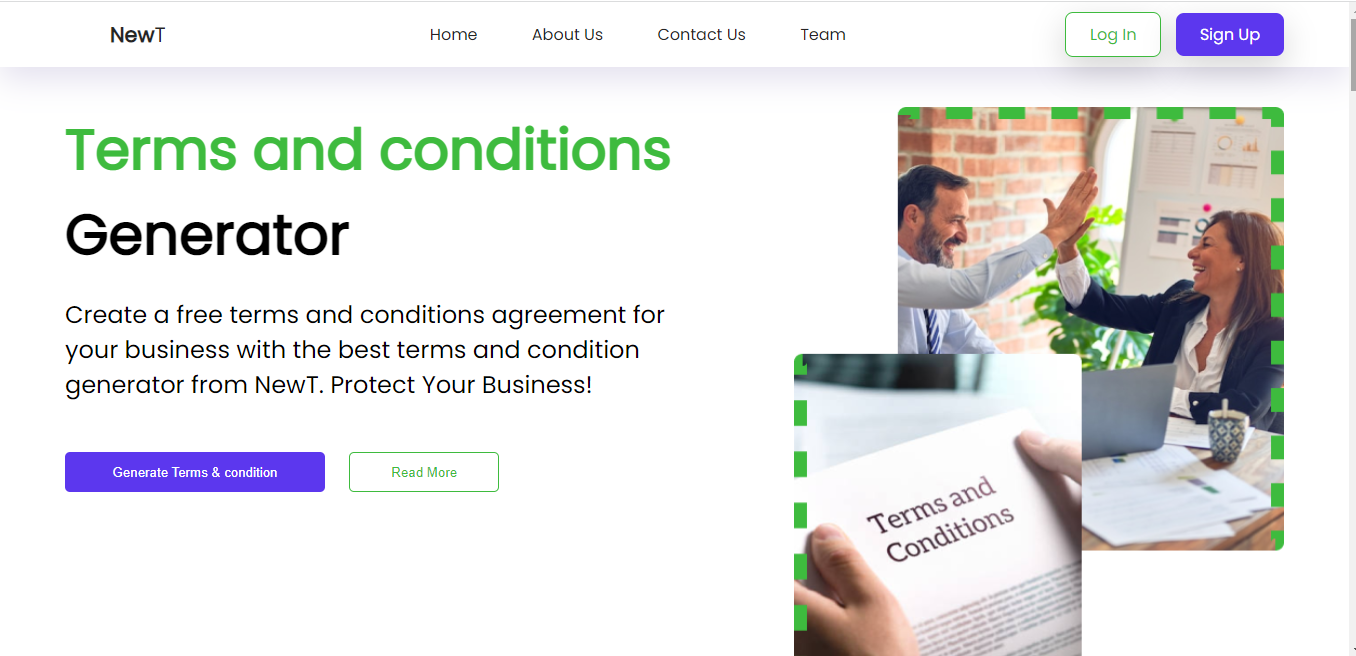 NewT
Home
About Us
Contact Us
Team
Log In
Sign Up
Terms and conditions
Generator
Create a free terms and conditions agreement for
your business with the best terms and condition
generator from NewT. Protect Your Business!
Generate Terms & condition
Read More
Terms and
Conditions